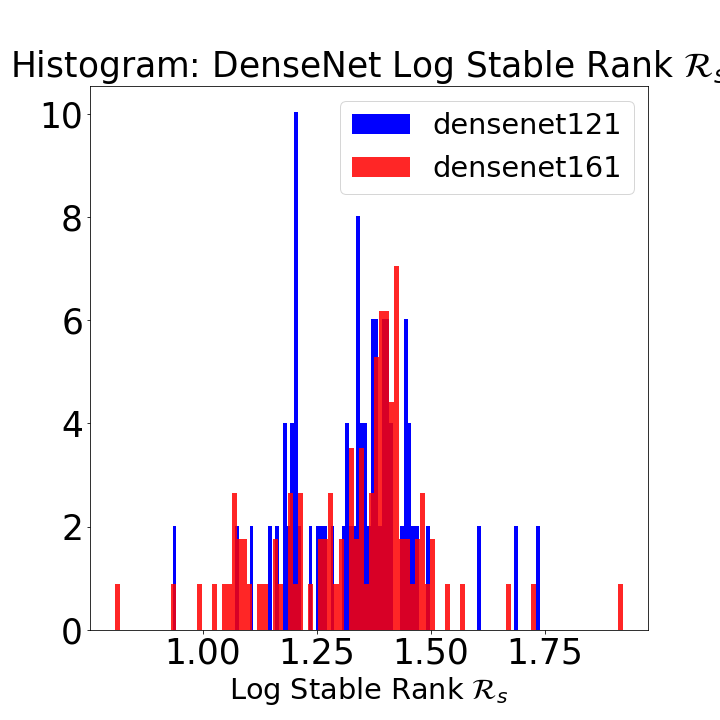 Histogram: DenseNet Log Stable Rank ℛₛ
densenet121
densenet161
10
8
6
4
2
0
1.00 1.25 1.50 1.75
Log Stable Rank ℛₛ